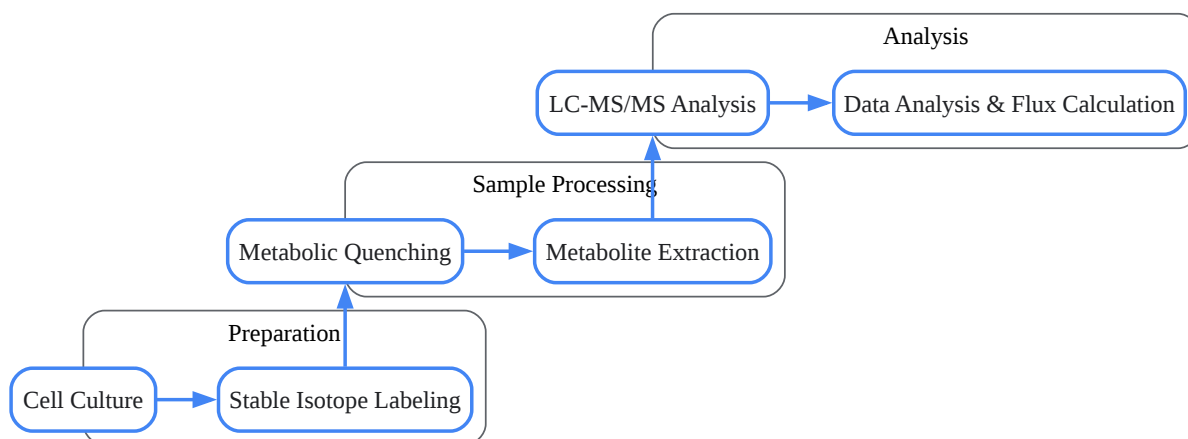 Analysis
LC-MS/MS Analysis
Data Analysis & Flux Calculation
Sample Processing
Metabolic Quenching
Metabolite Extraction
Preparation
Cell Culture
Stable Isotope Labeling